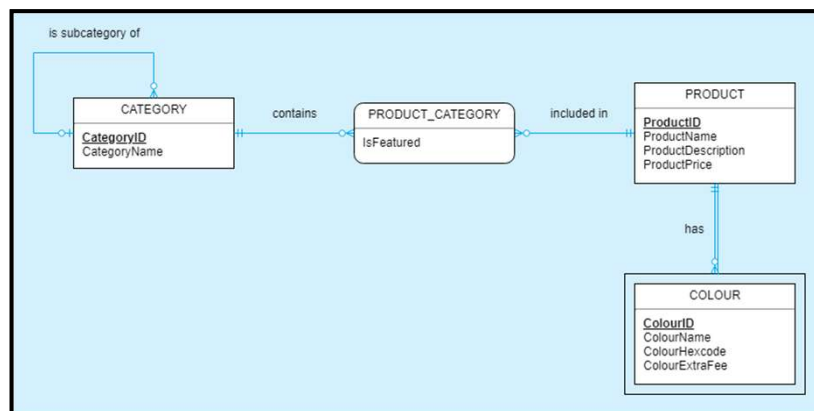 is subcategory of
CATEGORY
CategoryID
CategoryName
contains
PRODUCT_CATEGORY
IsFeatured
included in
PRODUCT
ProductID
ProductName
ProductDescription
ProductPrice
has
COLOUR
ColourID
ColourName
ColourHexcode
ColourExtraFee